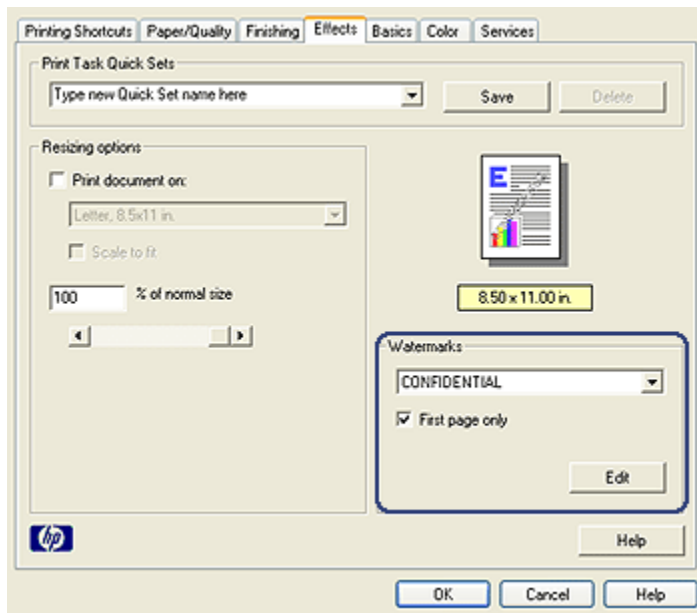 Printing Shortcuts Paper/Quality Finishing Effects Basics Color Services
Print Task Quick Sets
Type new Quick Set name here Save Delete
Resizing options
Print document on:
Letter, 8.5x11 in.
Scale to fit
100 % of normal size
E
8.50 x 11.00 in.
Watermarks
CONFIDENTIAL
First page only
Edit
hp
Help
OK Cancel Help